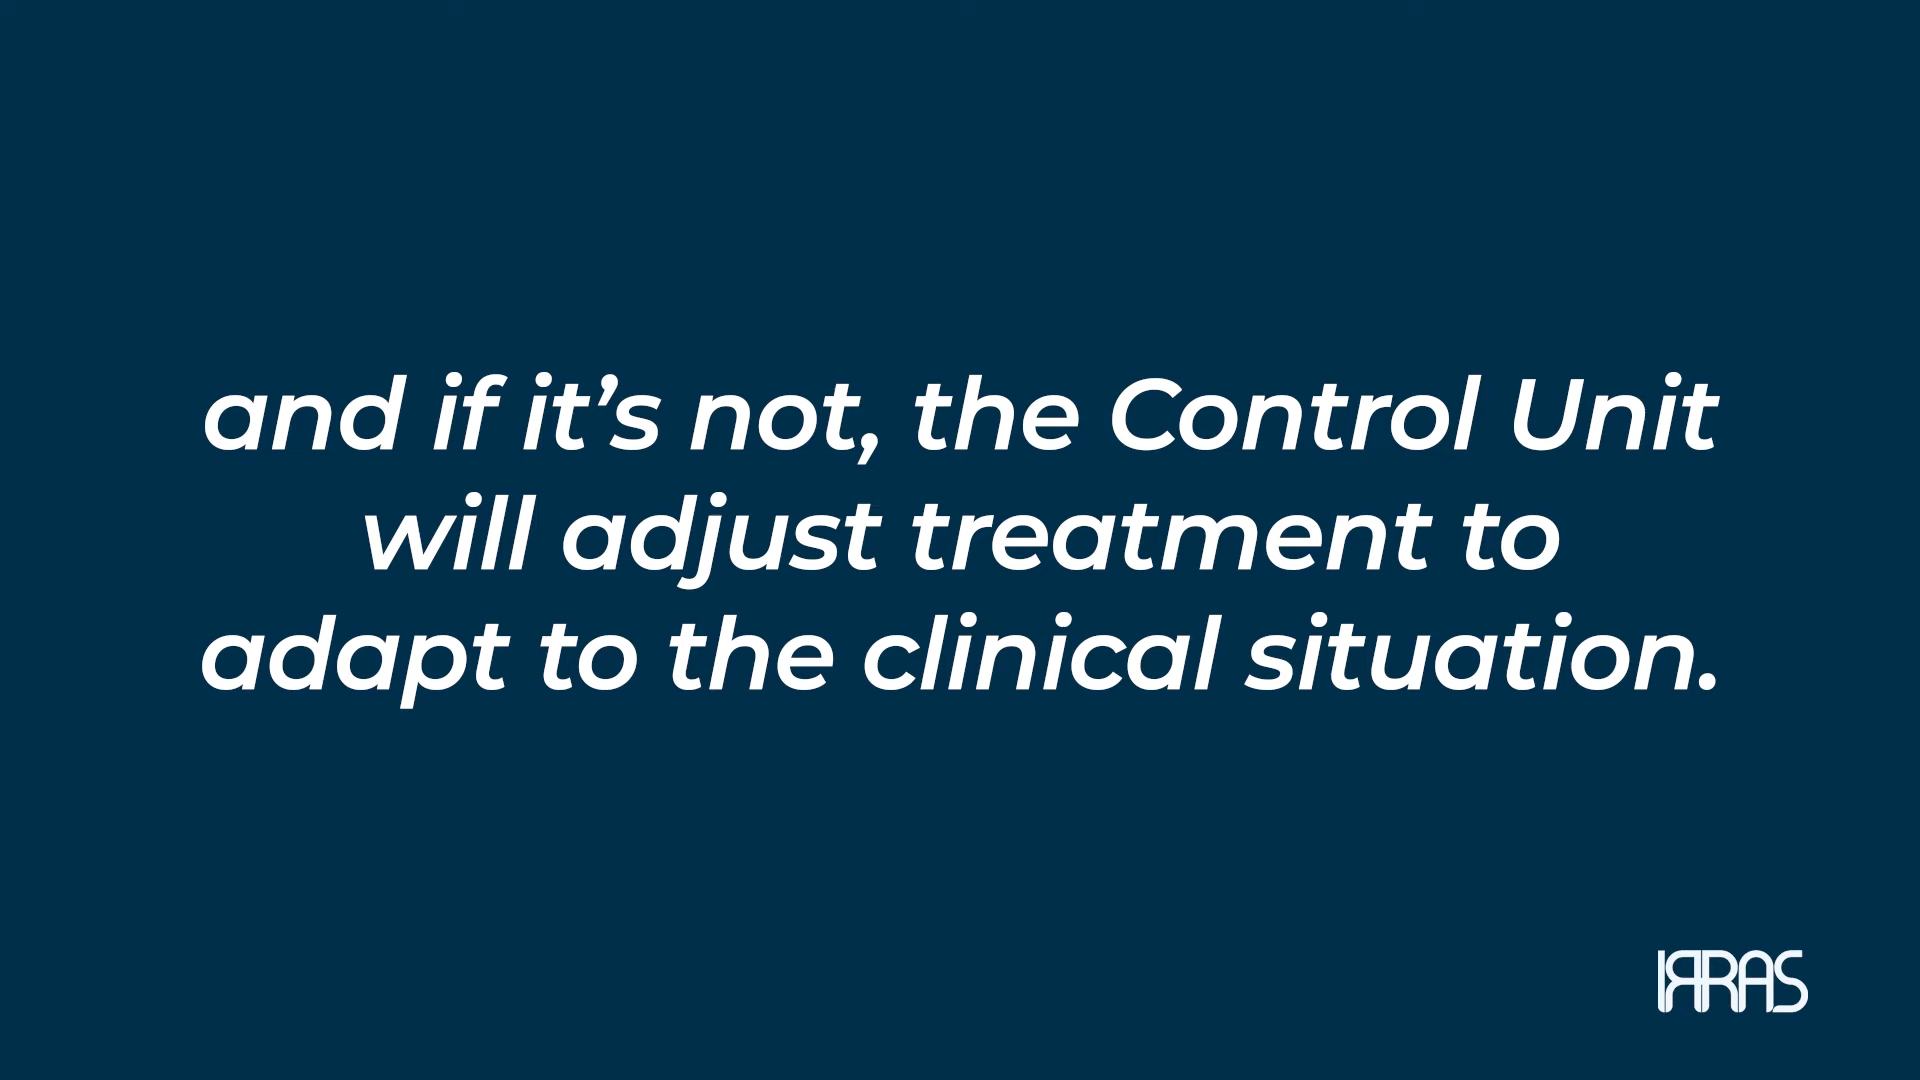 and if it’s not, the Control Unit
will adjust treatment to
adapt to the clinical situation.
IRRAS